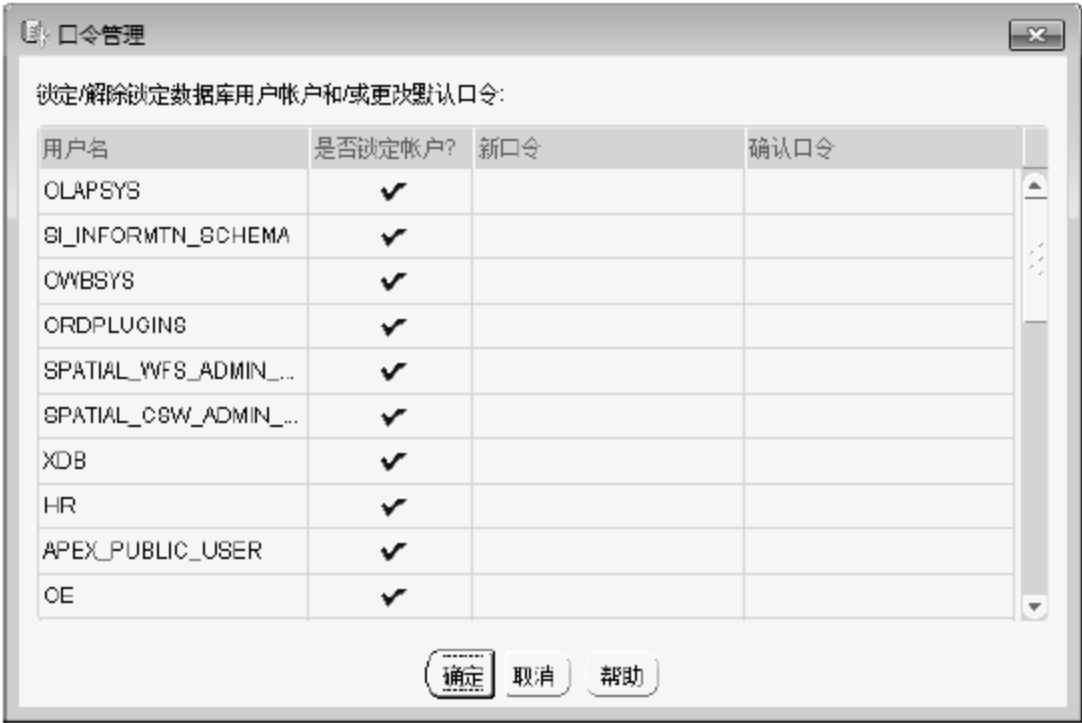 口令管理
锁定/解除锁定数据库用户帐户和/或更改默认口令:
用户名 是否锁定帐户? 新口令 确认口令
OLAPSYS
SI_INFORMTN_SCHEMA
OWBSYS
ORDPLUGINS
SPATIAL_WFS_ADMIN_...
SPATIAL_CSW_ADMIN_...
XDB
HR
APEX_PUBLIC_USER
OE
确定 取消 帮助